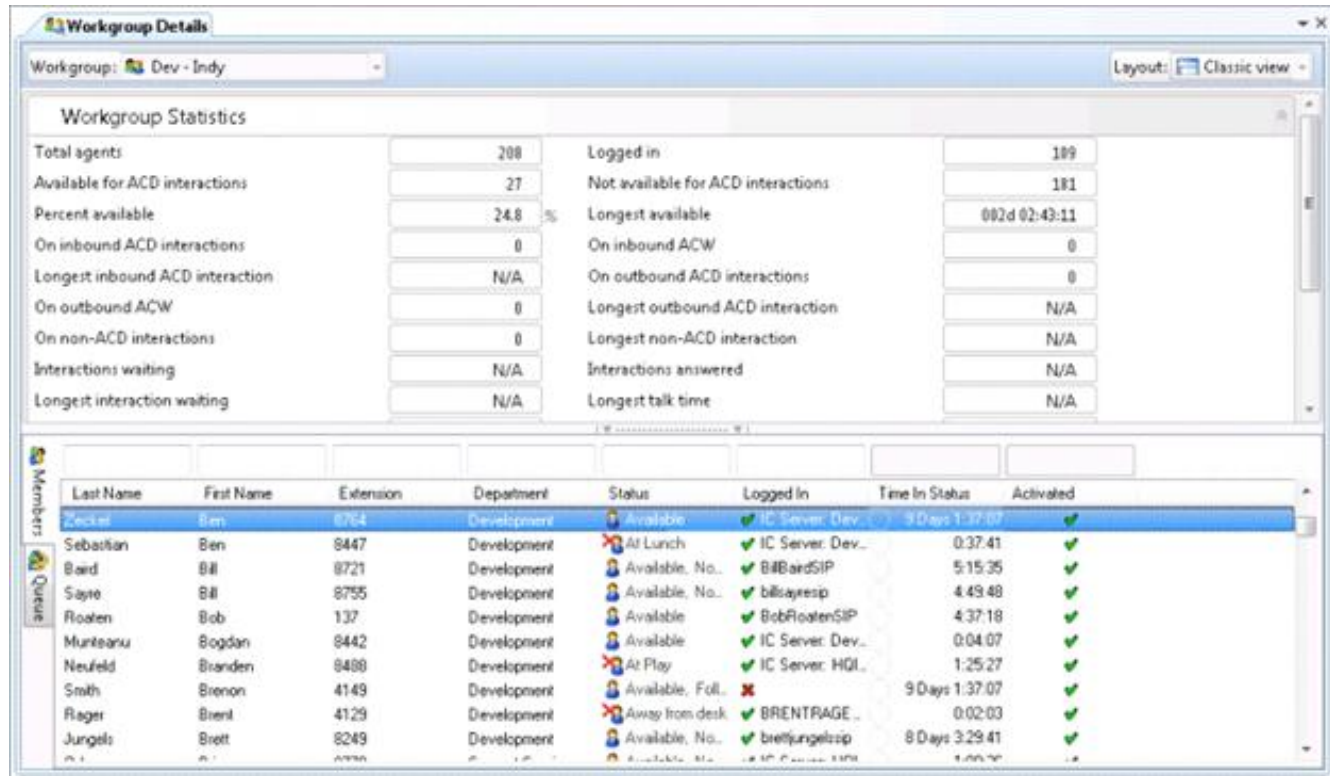 Workgroup Details
Workgroup: Dev - Indy Layout: Classic view
Workgroup Statistics
Total agents 208 Logged in 109
Available for ACD interactions 27 Not available for ACD interactions 181
Percent available 24.8 % Longest available 002d 02:43:11
On inbound ACD interactions 0 On inbound ACW 0
Longest inbound ACD interaction N/A On outbound ACD interactions 0
On outbound ACW 0 Longest outbound ACD interaction N/A
On non-ACD interactions 0 Longest non-ACD interaction N/A
Interactions waiting N/A Interactions answered N/A
Longest interaction waiting N/A Longest talk time N/A
Members
Queue
Last Name First Name Extension Department Status Logged In Time In Status Activated
Zeckel Ben 8764 Development Available IC Server: Dev... 9 Days 1:37:07
Sebastian Ben 8447 Development At Lunch IC Server: Dev... 0:37:41
Baird Bill 8721 Development Available, No... BillBairdSIP 5:15:35
Sayre Bill 8755 Development Available, No... billsayresip 4:49:48
Roaten Bob 137 Development Available BobRoatenSIP 4:37:18
Munteanu Bogdan 8442 Development Available IC Server: Dev... 0:04:07
Neufeld Branden 8488 Development At Play IC Server: HQI... 1:25:27
Smith Brenon 4149 Development Available, Foll... 9 Days 1:37:07
Rager Brent 4129 Development Away from desk BRENTRAGE... 0:02:03
Jungels Brett 8249 Development Available, No... brettjungelssip 8 Days 3:29:41